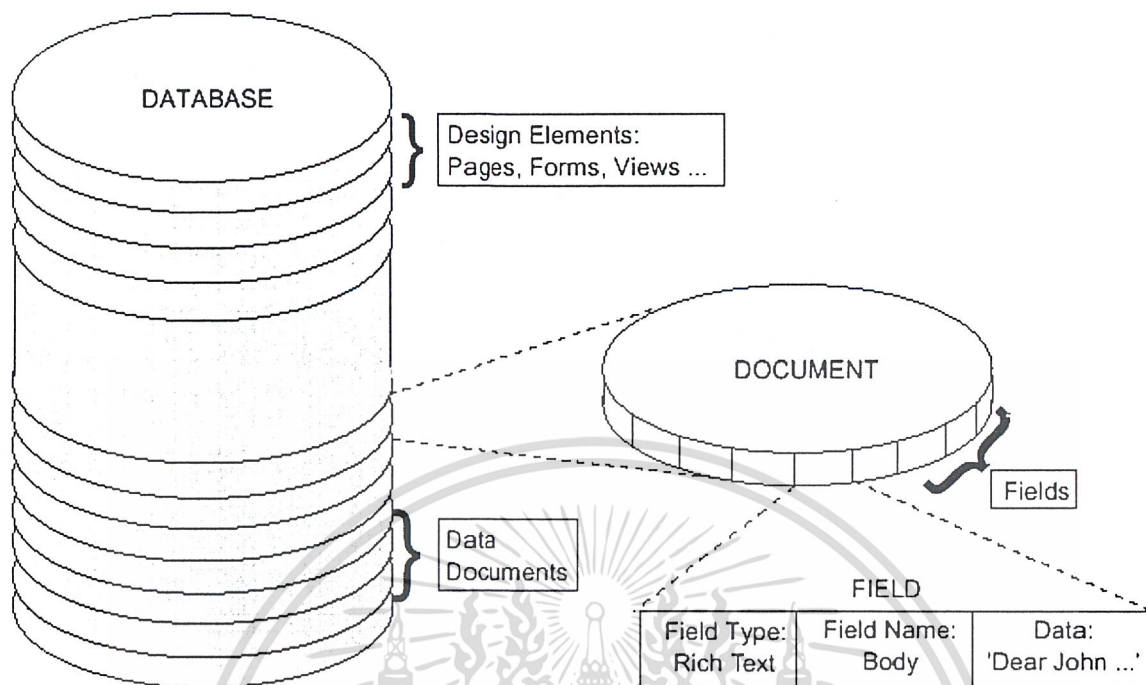 DATABASE
Design Elements:
Pages, Forms, Views ...
DOCUMENT
Fields
Data
Documents
FIELD
Field Type:
Rich Text
Field Name:
Body
Data:
'Dear John ...'